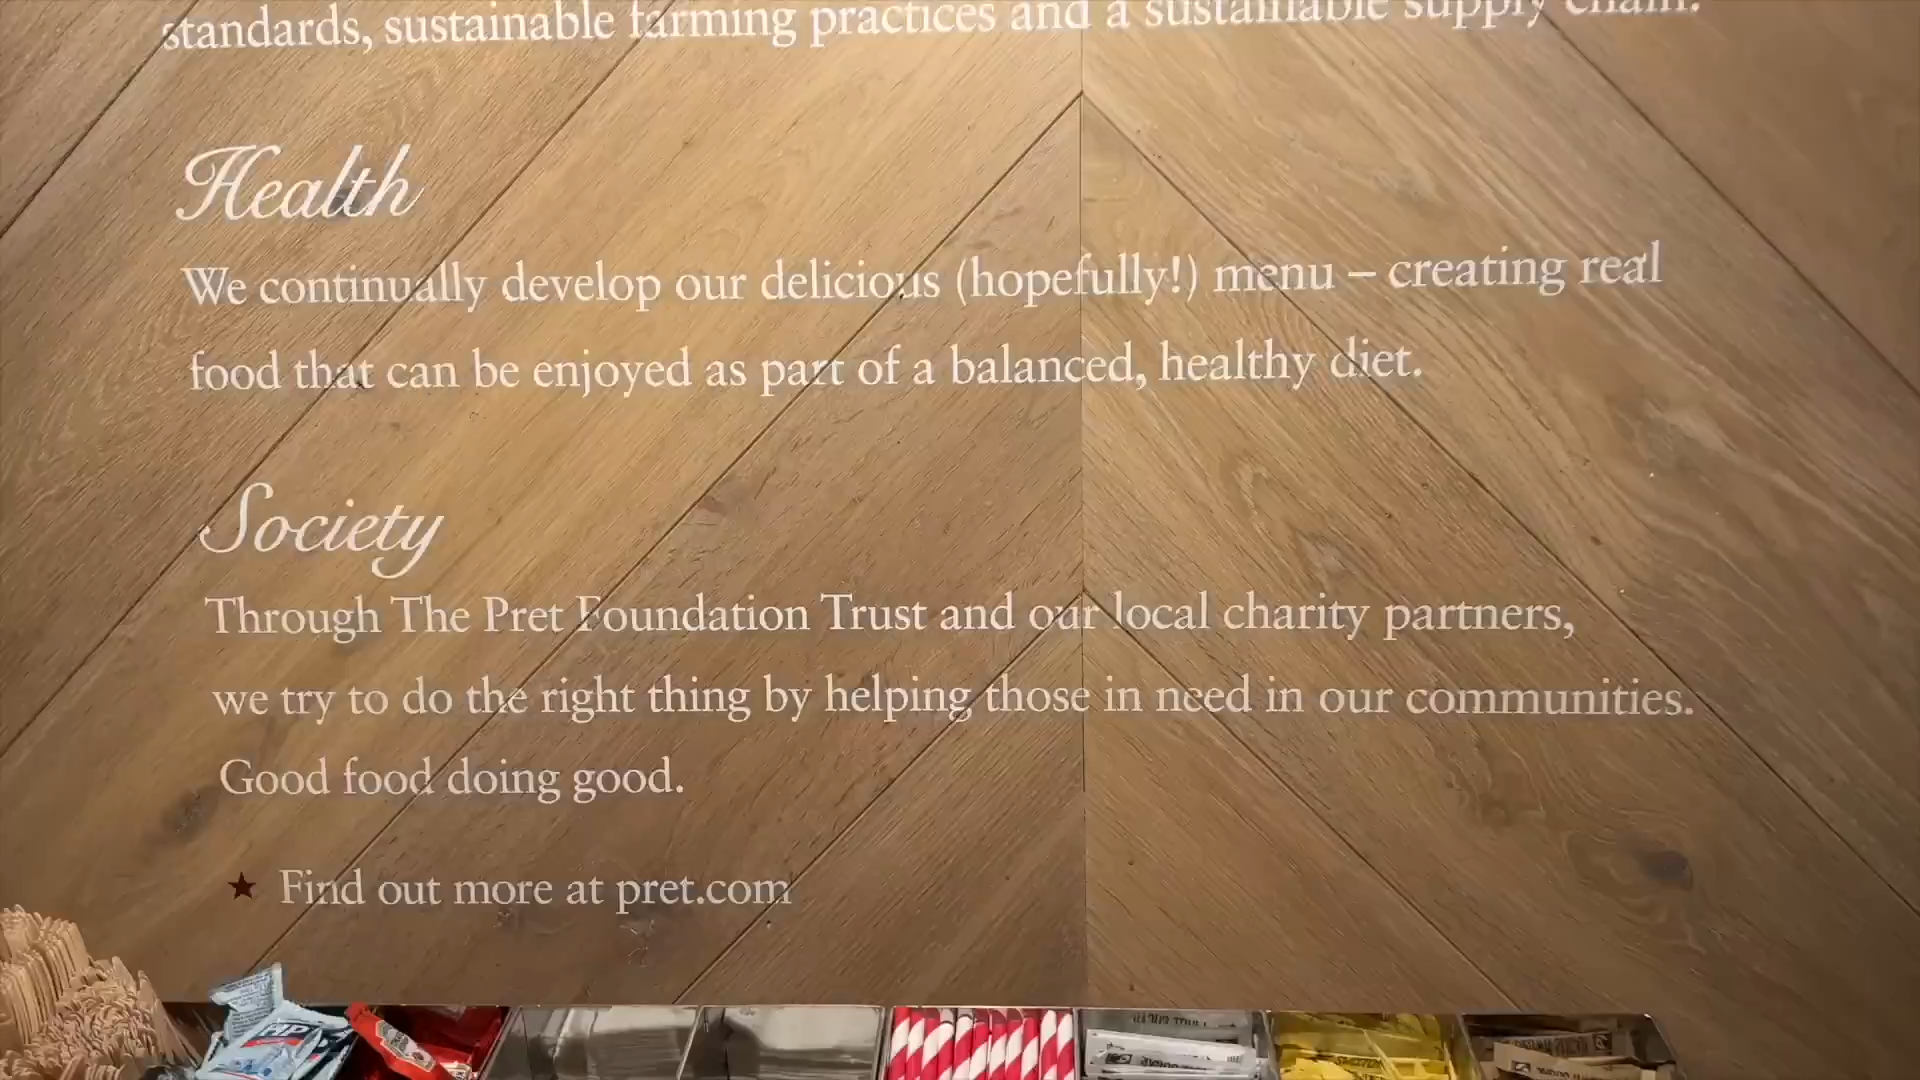 standards, sustainable farming practices and a sustainable supply chain.
Health
We continually develop our delicious (hopefully!) menu – creating real
food that can be enjoyed as part of a balanced, healthy diet.
Society
Through The Pret Foundation Trust and our local charity partners,
we try to do the right thing by helping those in need in our communities.
Good food doing good.
★ Find out more at pret.com